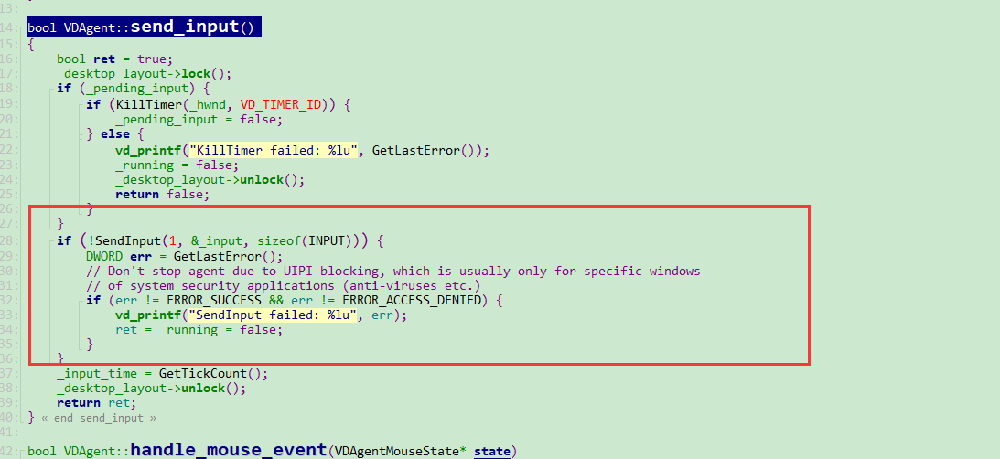 13:
14: bool VDAgent::send_input()
15: {
16: bool ret = true;
17: _desktop_layout->lock();
18: if (_pending_input) {
19: if (KillTimer(_hwnd, VD_TIMER_ID)) {
20: _pending_input = false;
21: } else {
22: vd_printf("KillTimer failed: %lu", GetLastError());
23: _running = false;
24: _desktop_layout->unlock();
25: return false;
26: }
27: }
28: if (!SendInput(1, &_input, sizeof(INPUT))) {
29: DWORD err = GetLastError();
30: // Don't stop agent due to UIPI blocking, which is usually only for specific windows
31: // of system security applications (anti-viruses etc.)
32: if (err != ERROR_SUCCESS && err != ERROR_ACCESS_DENIED) {
33: vd_printf("SendInput failed: %lu", err);
34: ret = _running = false;
35: }
36: }
37: _input_time = GetTickCount();
38: _desktop_layout->unlock();
39: return ret;
40: } « end send_input »
41:
42: bool VDAgent::handle_mouse_event(VDAgentMouseState* state)